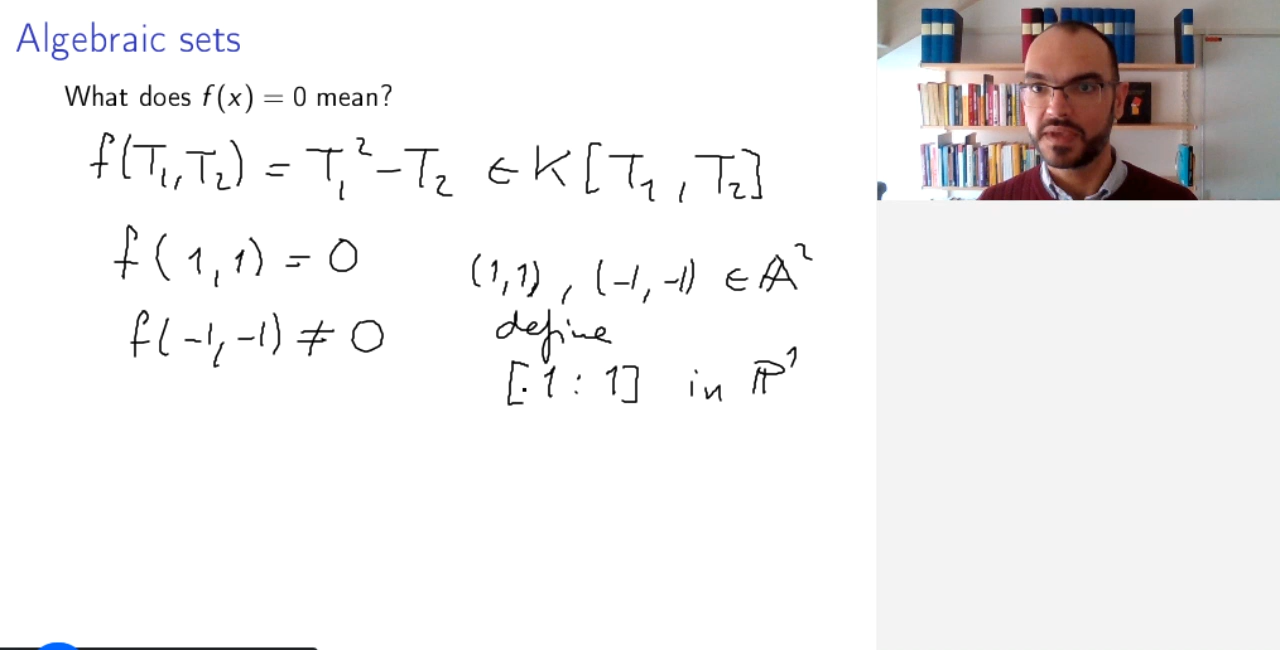 Algebraic sets
What does f(x) = 0 mean?
f(T₁,T₂) = T₁² − T₂ ∈ K[T₁, T₂]
f(1,1) = 0
(1,1), (-1,-1) ∈ 𝔸²
f(-1,-1) ≠ 0
define
[1 : 1] in ℙ¹